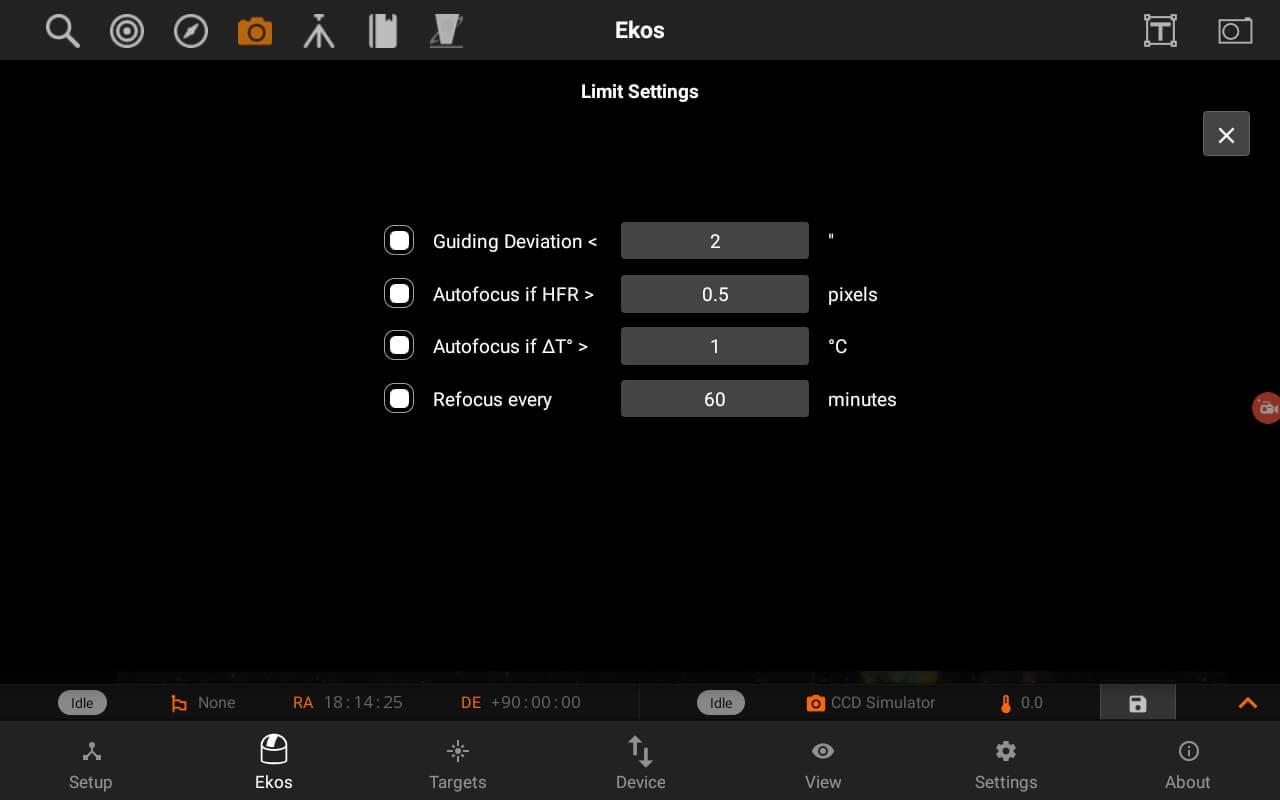 Ekos
T
Limit Settings
Guiding Deviation < 2 "
Autofocus if HFR > 0.5 pixels
Autofocus if ΔT° > 1 °C
Refocus every 60 minutes
Idle None RA 18:14:25 DE +90:00:00 Idle CCD Simulator 0.0
Setup Ekos Targets Device View Settings About